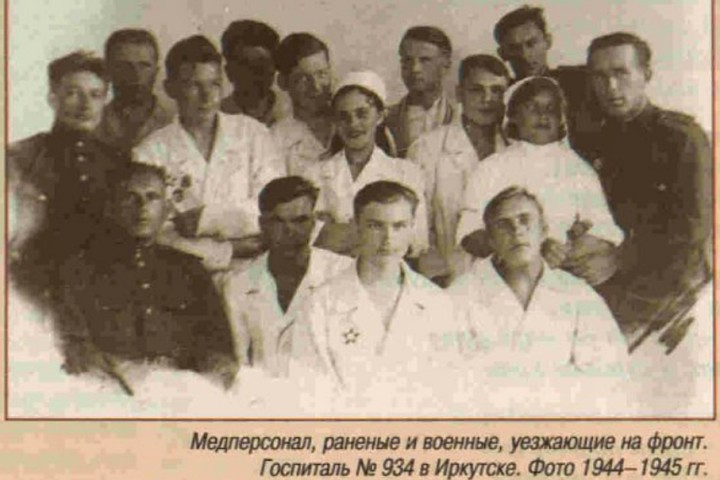 Медперсонал, раненые и военные, уезжающие на фронт.
Госпиталь № 934 в Иркутске. Фото 1944–1945 гг.